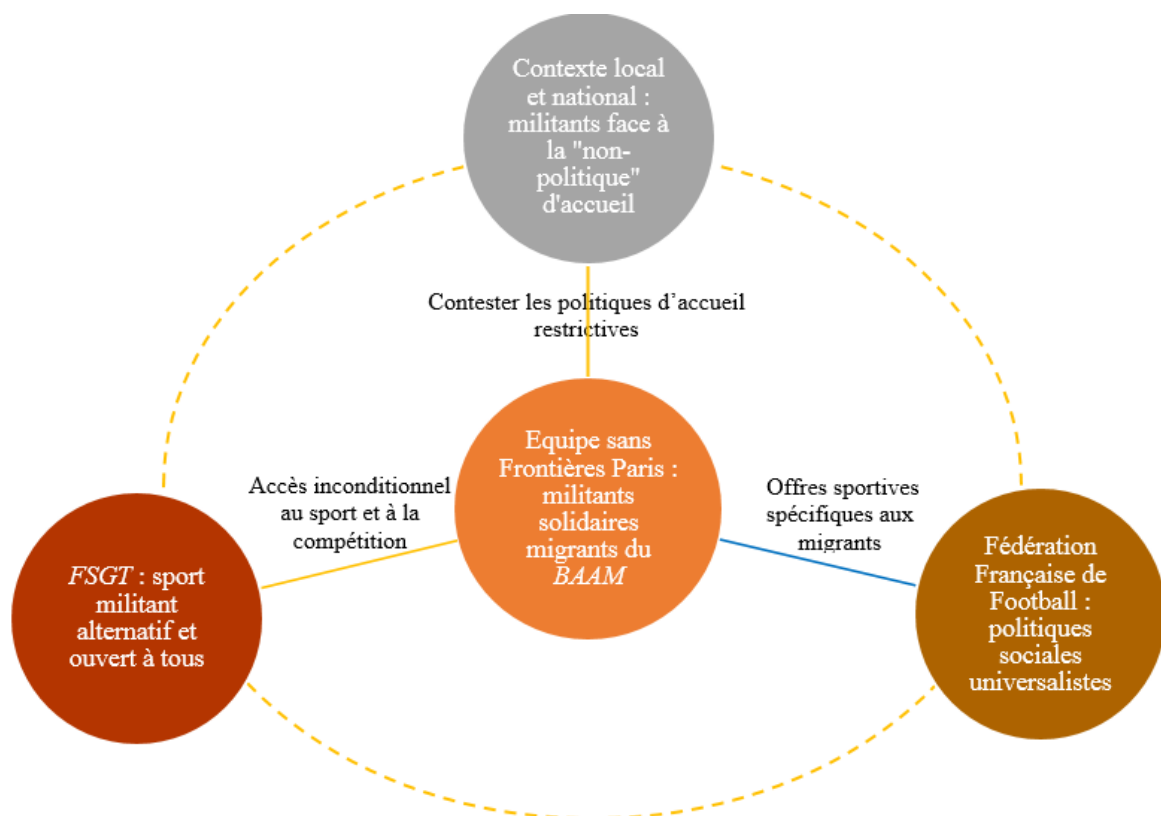 Contexte local
et national :
militants face à
la "non-
politique"
d'accueil
Contester les politiques d’accueil
restrictives
Equipe sans
Frontières Paris :
militants
solidaires
migrants du
BAAM
Accès inconditionnel
au sport et à la
compétition
Offres sportives
spécifiques aux
migrants
FSGT : sport
militant
alternatif et
ouvert à tous
Fédération
Française de
Football :
politiques
sociales
universalistes